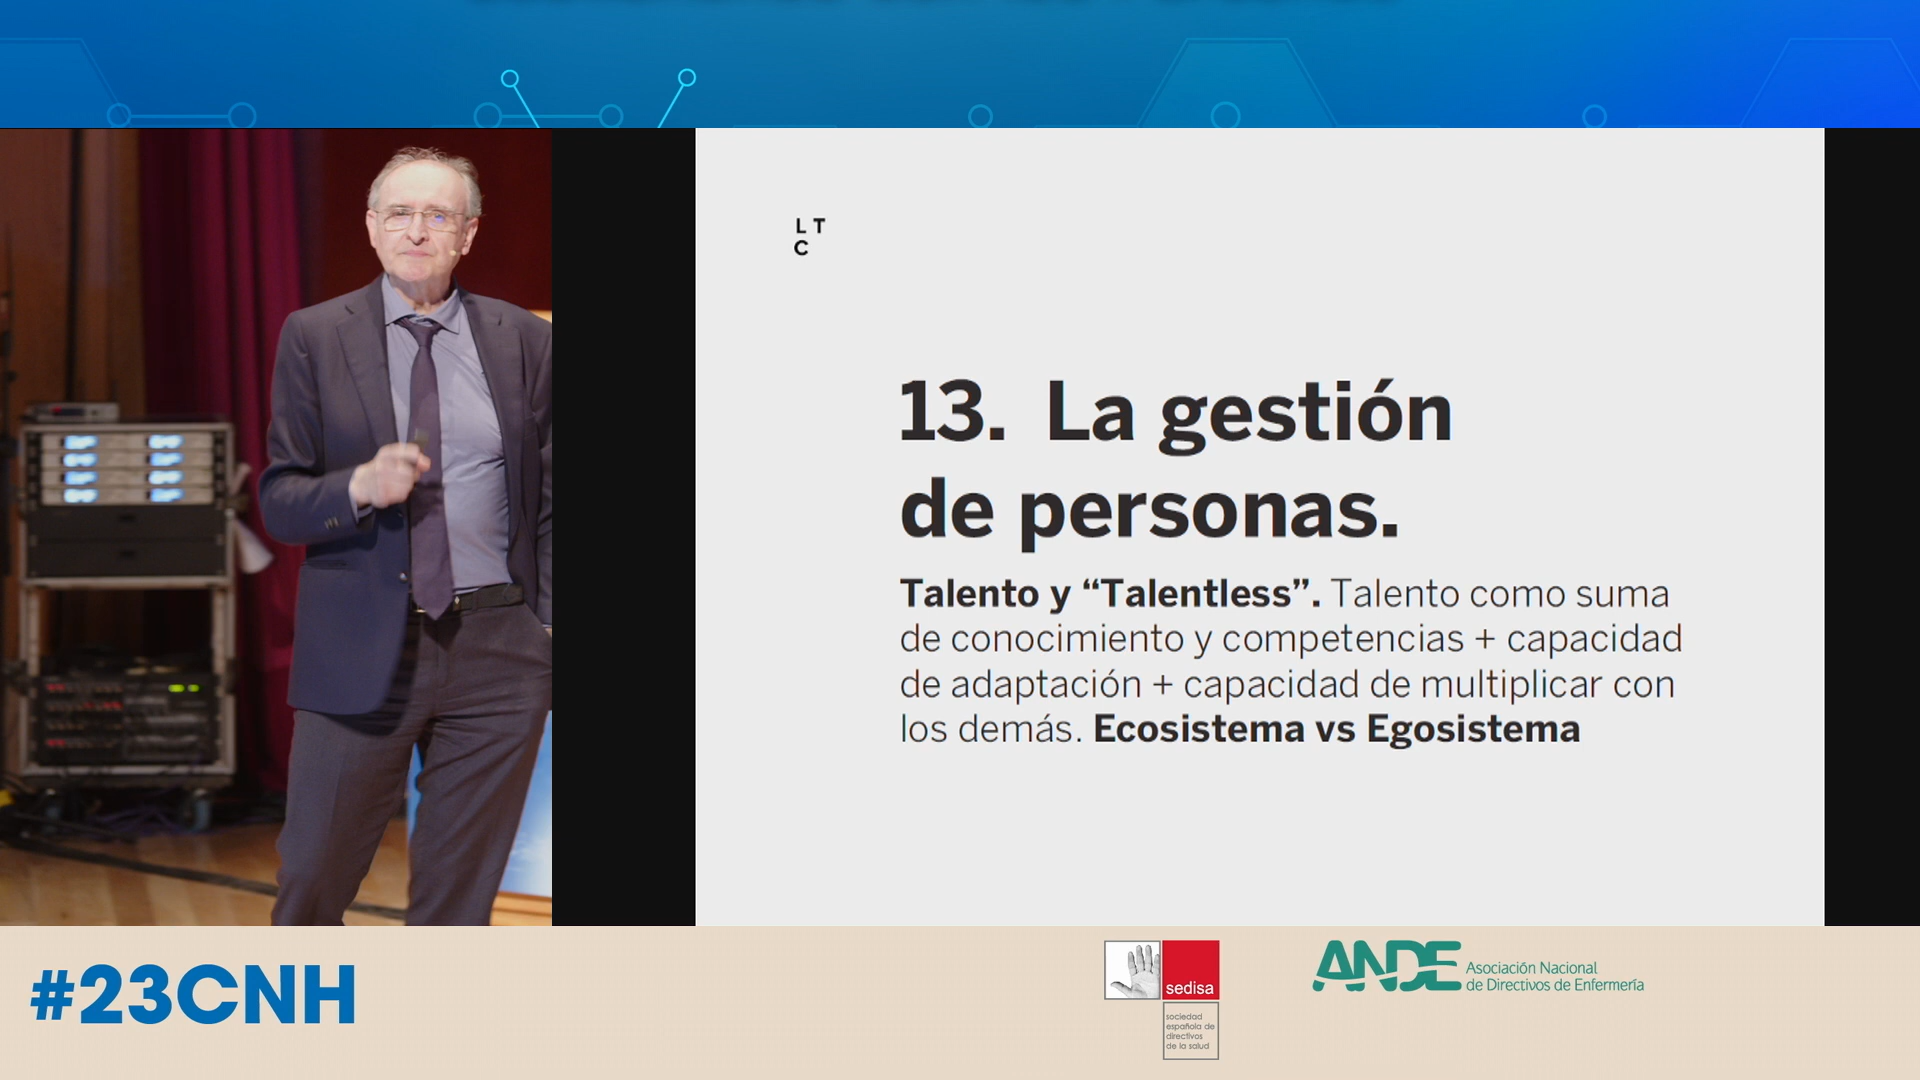 L T
C
13. La gestión
de personas.
Talento y “Talentless”. Talento como suma
de conocimiento y competencias + capacidad
de adaptación + capacidad de multiplicar con
los demás. Ecosistema vs Egosistema
#23CNH
sedisa
sociedad
española de
directivos
de la salud
ANDE
Asociación Nacional
de Directivos de Enfermería